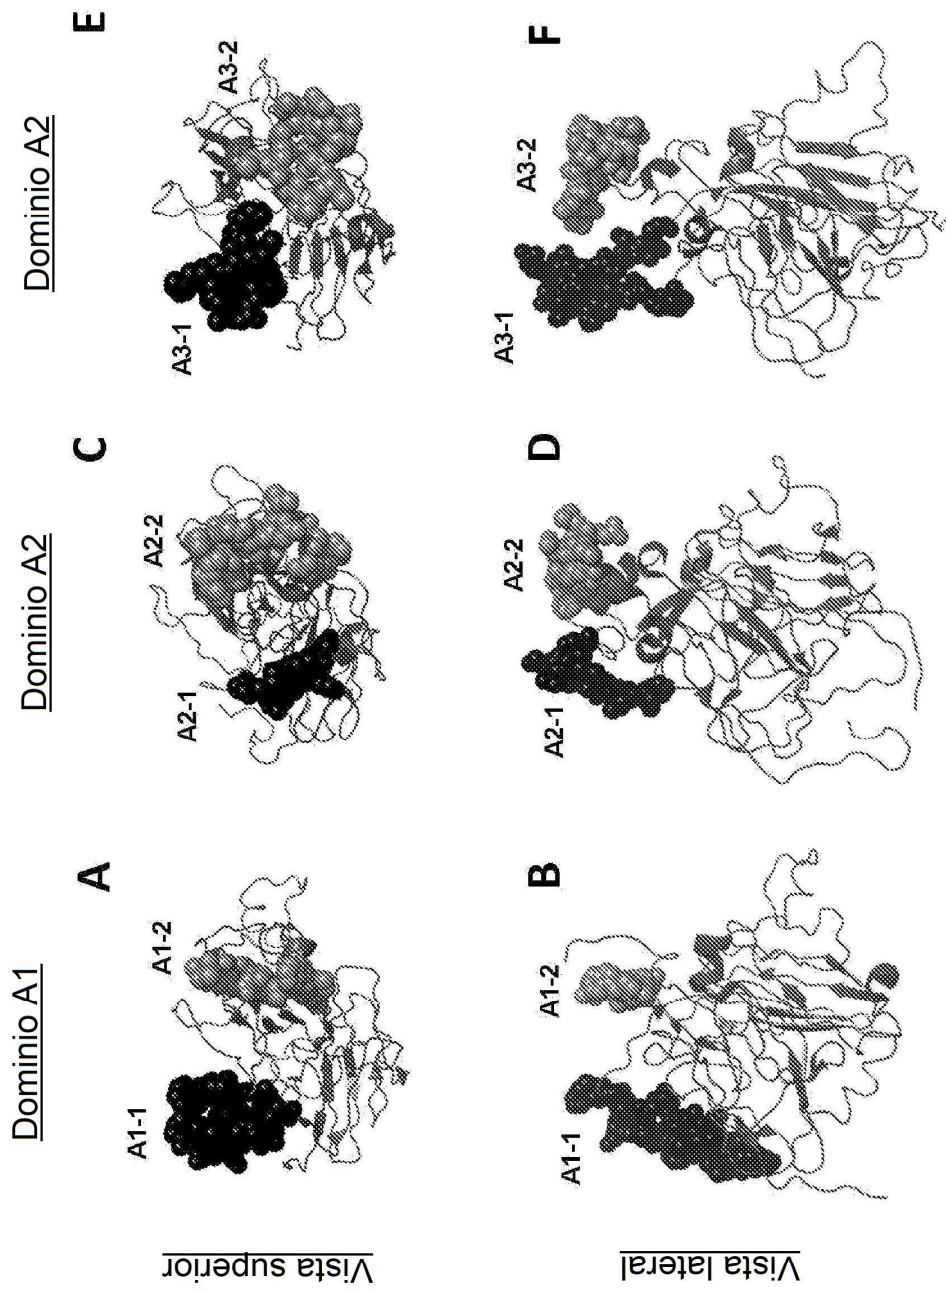 Dominio A1
Dominio A2
Dominio A2
Vista superior
A
A1-1
A1-2
C
A2-1
A2-2
E
A3-1
A3-2
Vista lateral
B
A1-1
A1-2
D
A2-1
A2-2
F
A3-1
A3-2